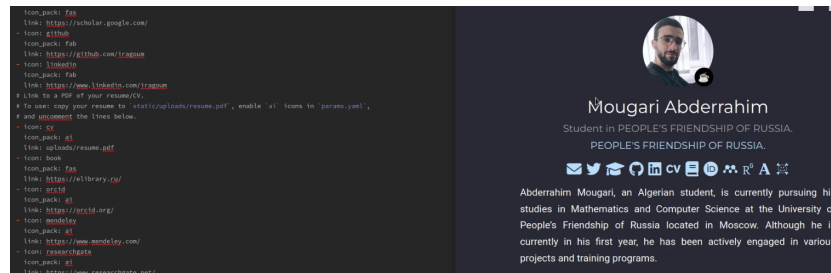 icon_pack: fas
link: https://scholar.google.com/
- icon: github
icon_pack: fab
link: https://github.com/iragoum
- icon: linkedin
icon_pack: fab
link: https://www.linkedin.com/iragoum
# Link to a PDF of your resume/CV.
# To use: copy your resume to `static/uploads/resume.pdf`, enable `ai` icons in `params.yaml`,
# and uncomment the lines below.
- icon: cv
icon_pack: ai
link: uploads/resume.pdf
- icon: book
icon_pack: fas
link: https://elibrary.ru/
- icon: orcid
icon_pack: ai
link: https://orcid.org/
- icon: mendeley
icon_pack: ai
link: https://www.mendeley.com/
- icon: researchgate
icon_pack: ai
link: https://www.researchgate.net/
Mougari Abderrahim
Student in PEOPLE'S FRIENDSHIP OF RUSSIA.
PEOPLE'S FRIENDSHIP OF RUSSIA.
CV iD R⁶ A
Abderrahim Mougari, an Algerian student, is currently pursuing hi
studies in Mathematics and Computer Science at the University o
People's Friendship of Russia located in Moscow. Although he i
currently in his first year, he has been actively engaged in variou
projects and training programs.